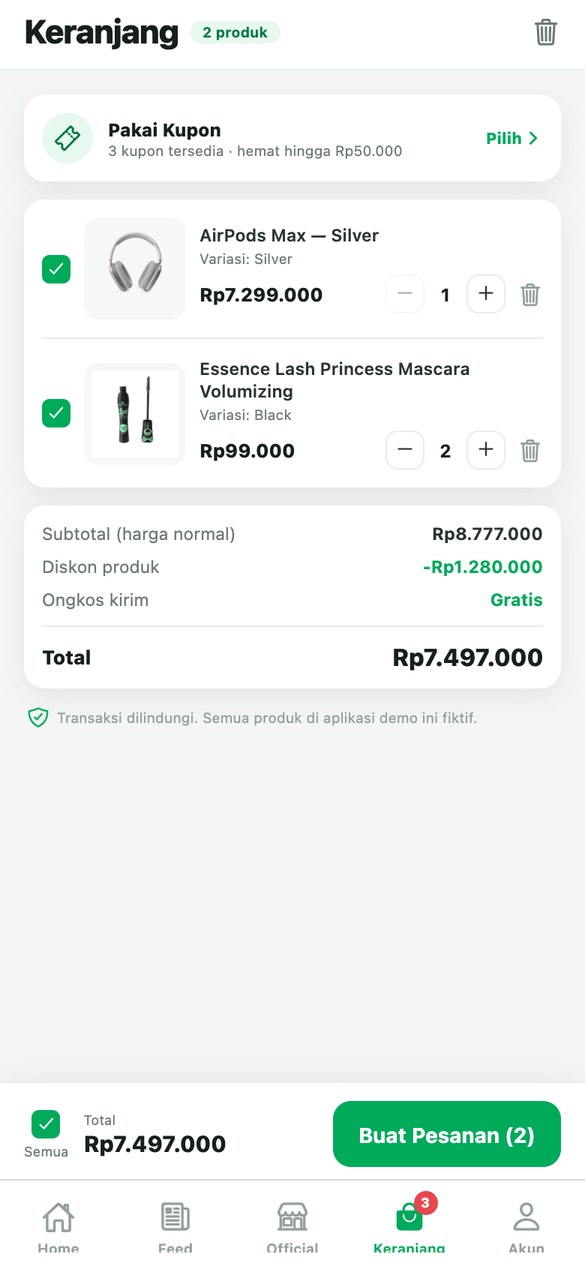 Keranjang
2 produk
Pakai Kupon
3 kupon tersedia · hemat hingga Rp50.000
Pilih
AirPods Max — Silver
Variasi: Silver
Rp7.299.000
1
Essence Lash Princess Mascara
Volumizing
Variasi: Black
Rp99.000
2
Subtotal (harga normal) Rp8.777.000
Diskon produk -Rp1.280.000
Ongkos kirim Gratis
Total Rp7.497.000
Transaksi dilindungi. Semua produk di aplikasi demo ini fiktif.
Semua
Total
Rp7.497.000
Buat Pesanan (2)
3
Home Feed Official Keranjang Akun